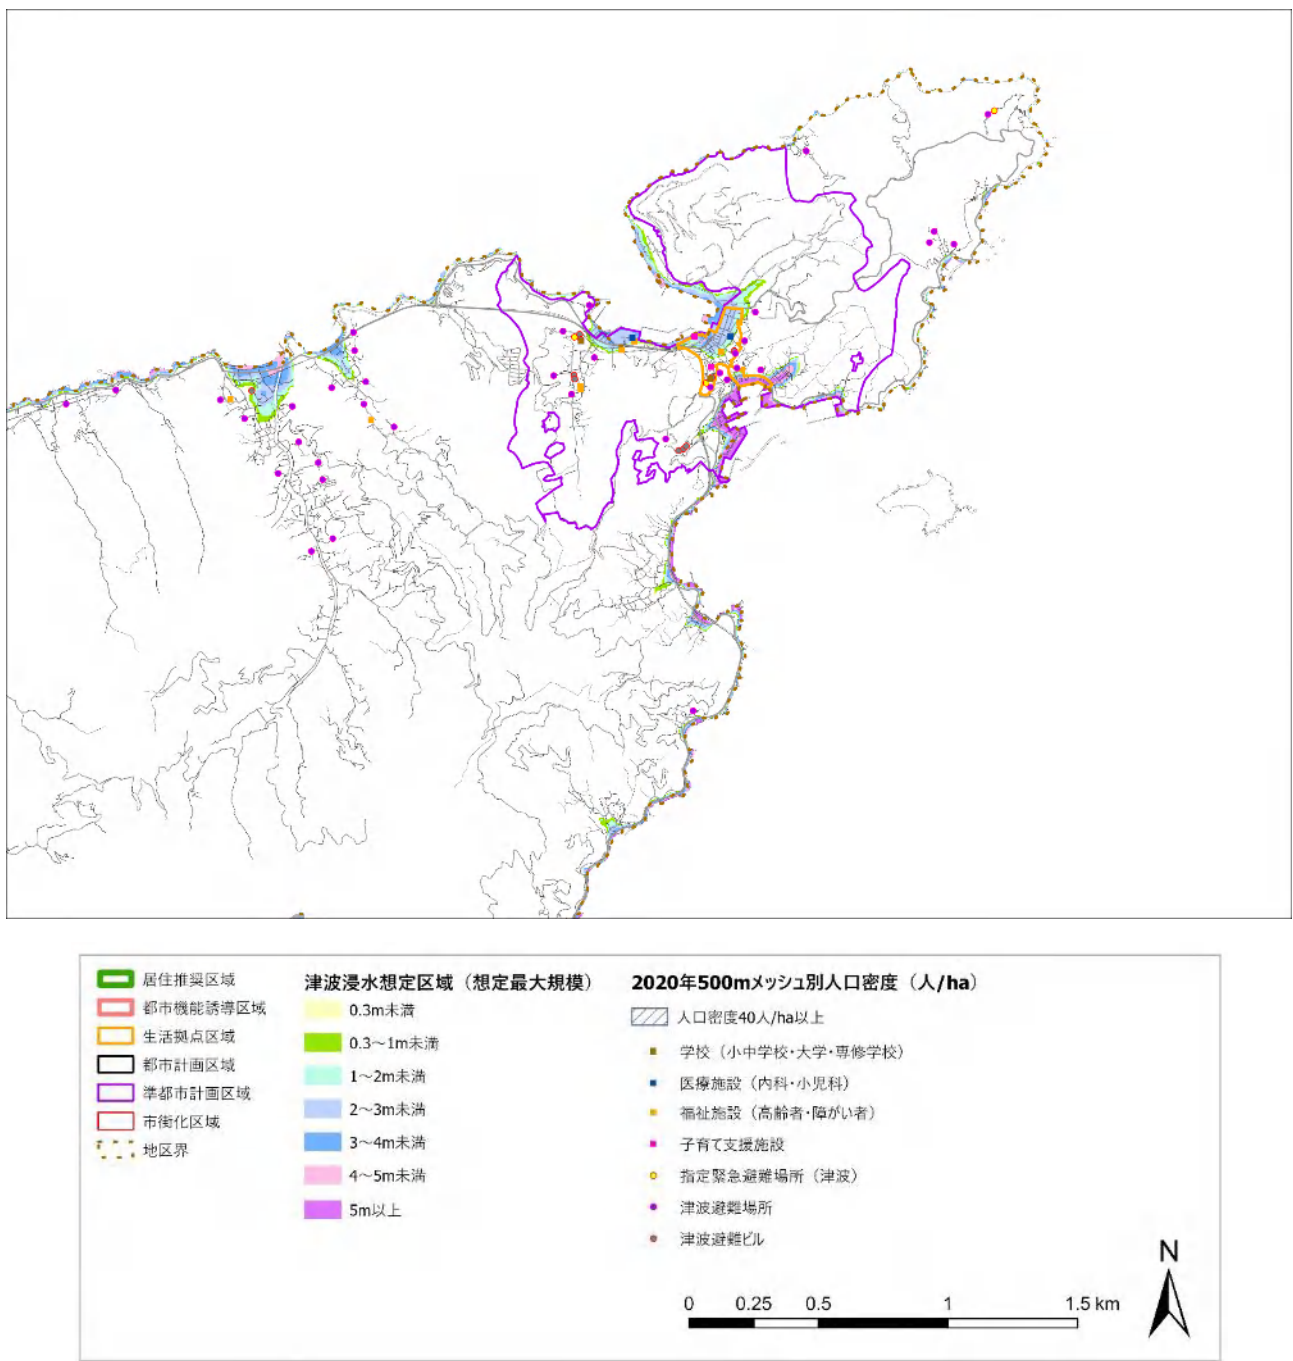 居住推奨区域
都市機能誘導区域
生活拠点区域
都市計画区域
準都市計画区域
市街化区域
地区界
津波浸水想定区域（想定最大規模）
0.3m未満
0.3～1m未満
1～2m未満
2～3m未満
3～4m未満
4～5m未満
5m以上
2020年500mメッシュ別人口密度（人/ha）
人口密度40人/ha以上
学校（小中学校・大学・専修学校）
医療施設（内科・小児科）
福祉施設（高齢者・障がい者）
子育て支援施設
指定緊急避難場所（津波）
津波避難場所
津波避難ビル
N
0 0.25 0.5 1 1.5 km